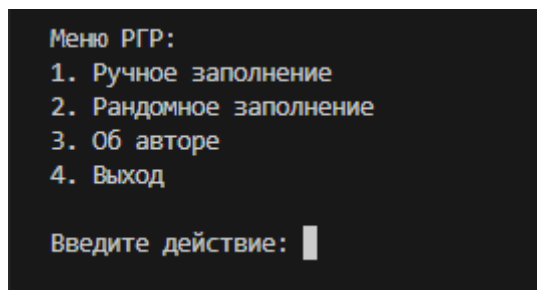 Меню РГР:
1. Ручное заполнение
2. Рандомное заполнение
3. Об авторе
4. Выход
Введите действие: